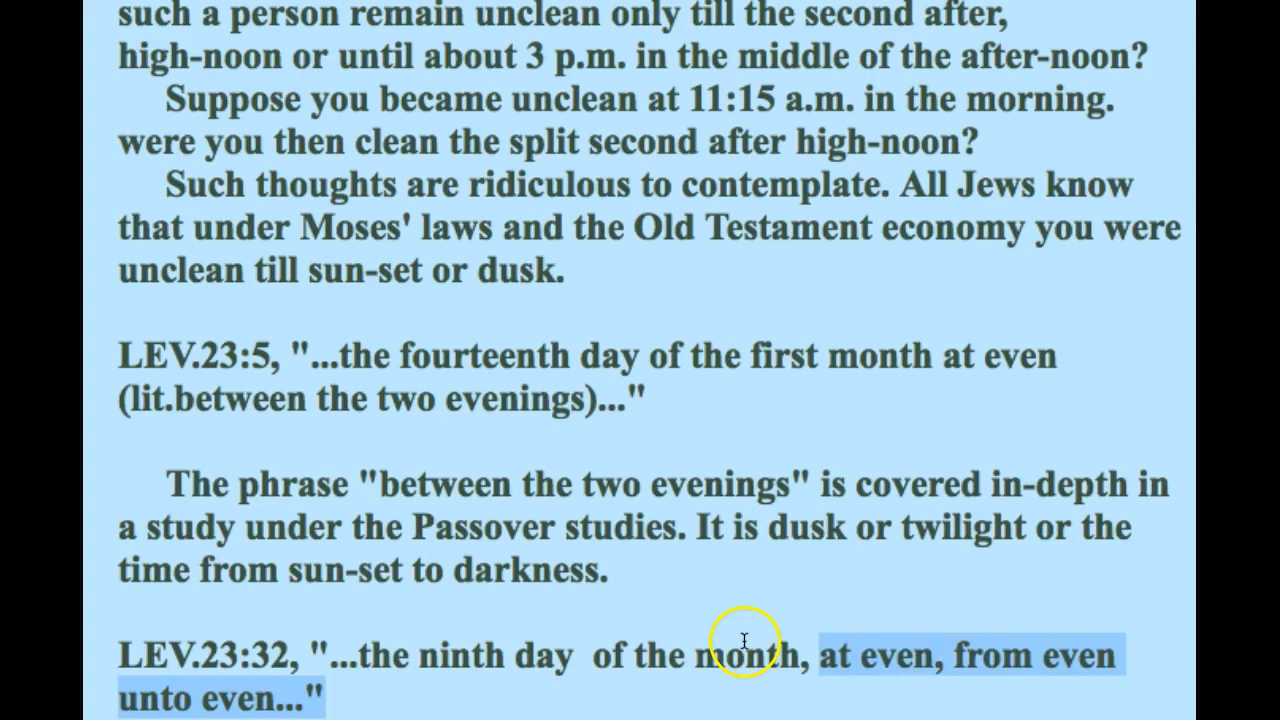 such a person remain unclean only till the second after,
high-noon or until about 3 p.m. in the middle of the after-noon?
Suppose you became unclean at 11:15 a.m. in the morning.
were you then clean the split second after high-noon?
Such thoughts are ridiculous to contemplate. All Jews know
that under Moses' laws and the Old Testament economy you were
unclean till sun-set or dusk.
LEV.23:5, "...the fourteenth day of the first month at even
(lit.between the two evenings)..."
The phrase "between the two evenings" is covered in-depth in
a study under the Passover studies. It is dusk or twilight or the
time from sun-set to darkness.
LEV.23:32, "...the ninth day  of the month, at even, from even
unto even..."